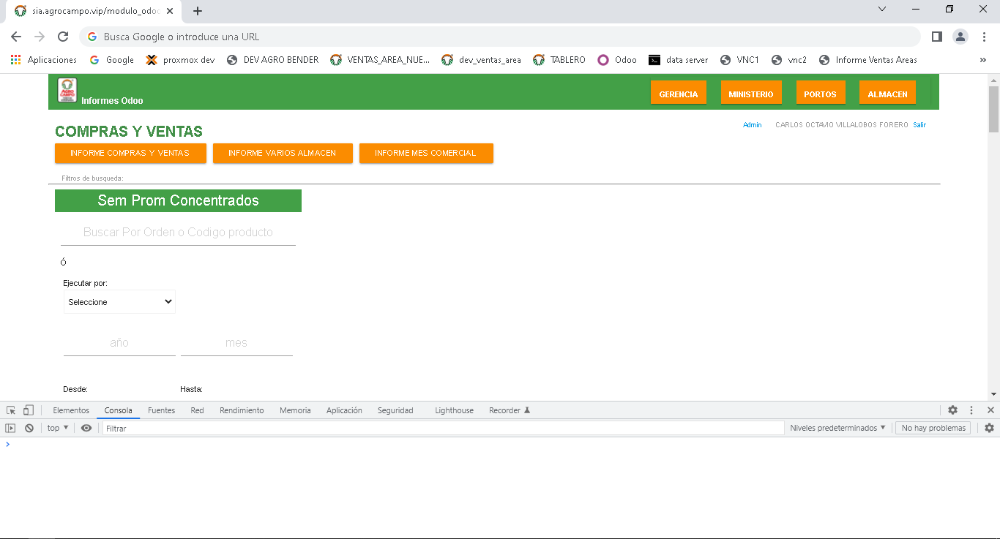 sia.agrocampo.vip/modulo_odoo
Busca Google o introduce una URL
Aplicaciones Google proxmox dev DEV AGRO BENDER VENTAS_AREA_NUE... dev_ventas_area TABLERO Odoo data server VNC1 vnc2 Informe Ventas Areas »
AGRO CAMPO Informes Odoo GERENCIA MINISTERIO PORTOS ALMACEN
COMPRAS Y VENTAS Admin CARLOS OCTAVIO VILLALOBOS FORERO Salir
INFORME COMPRAS Y VENTAS INFORME VARIOS ALMACEN INFORME MES COMERCIAL
Filtros de busqueda:
Sem Prom Concentrados
Buscar Por Orden o Codigo producto
Ó
Ejecutar por:
Seleccione
año mes
Desde: Hasta:
Elementos Consola Fuentes Red Rendimiento Memoria Aplicación Seguridad Lighthouse Recorder
top Filtrar Niveles predeterminados No hay problemas